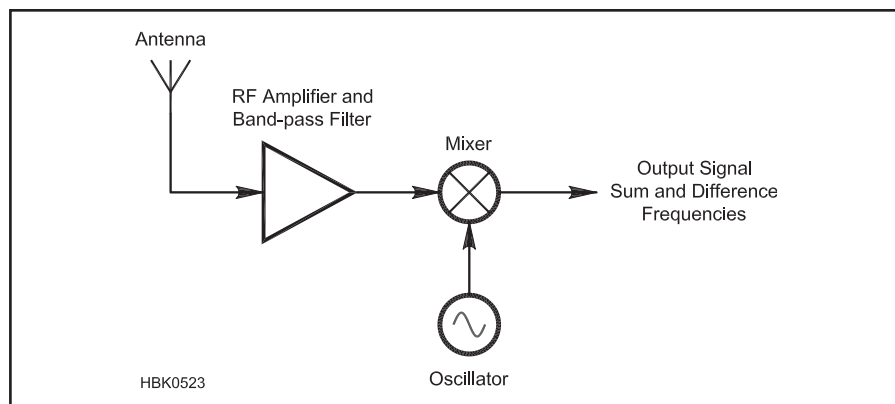 Antenna
RF Amplifier and
Band-pass Filter
Mixer
Output Signal
Sum and Difference
Frequencies
Oscillator
HBK0523